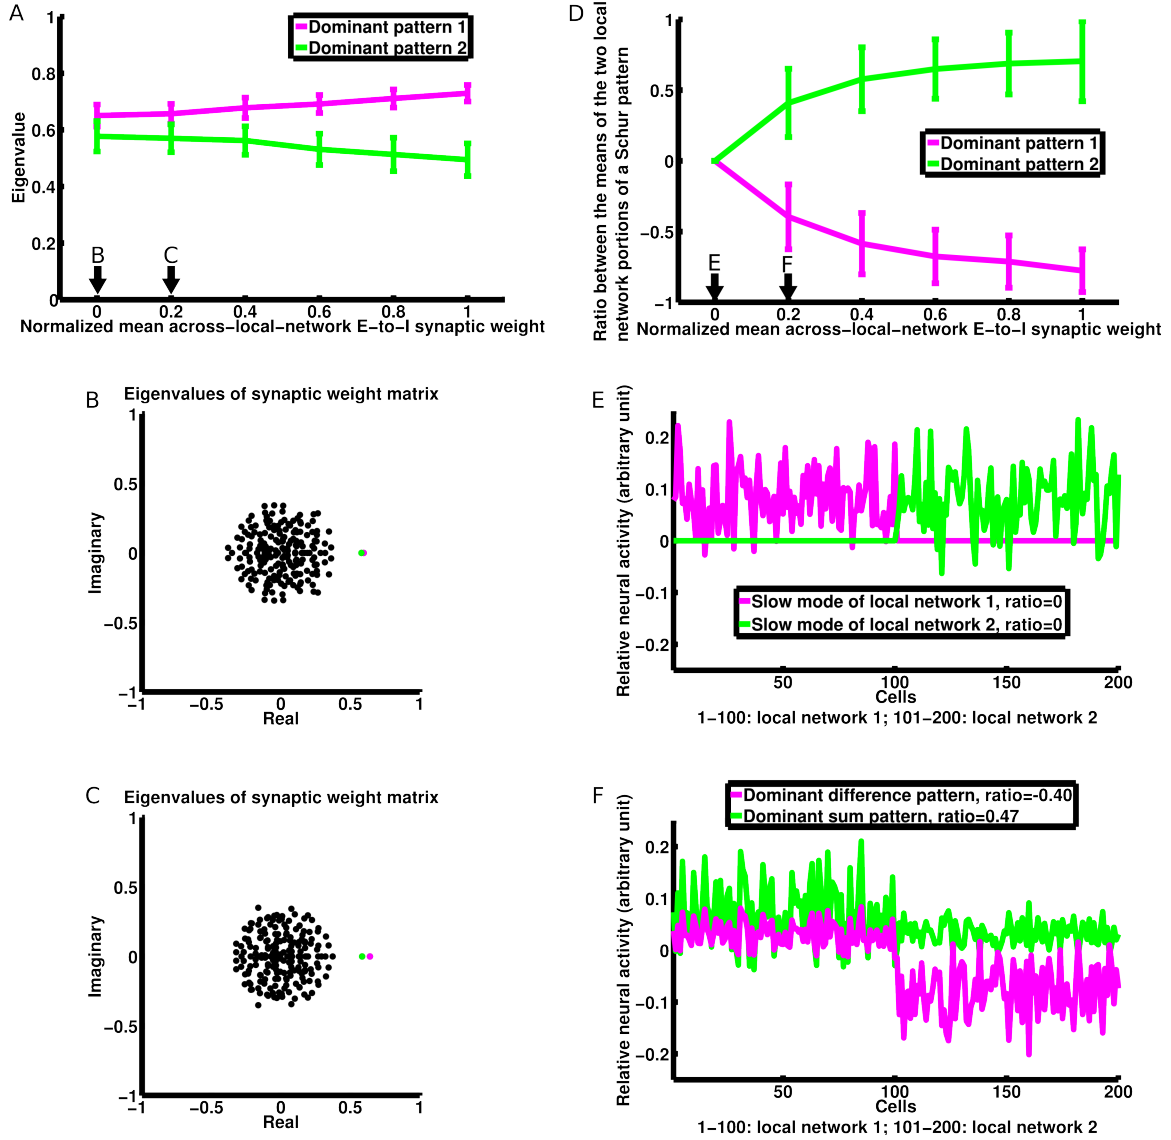 A
1
0.8
0.6
0.4
0.2
0
Eigenvalue
Dominant pattern 1
Dominant pattern 2
B
C
0
0.2
0.4
0.6
0.8
1
Normalized mean across−local−network E−to−I synaptic weight
D
1
0.5
0
−0.5
−1
Ratio between the means of the two local
network portions of a Schur pattern
Dominant pattern 1
Dominant pattern 2
E
F
0
0.2
0.4
0.6
0.8
1
Normalized mean across−local−network E−to−I synaptic weight
B
Eigenvalues of synaptic weight matrix
1
0.5
0
−0.5
−1
Imaginary
−1
−0.5
0
0.5
1
Real
E
Relative neural activity (arbitrary unit)
0.2
0.1
0
−0.1
−0.2
Slow mode of local network 1, ratio=0
Slow mode of local network 2, ratio=0
50
100
150
200
Cells
1−100: local network 1; 101−200: local network 2
C
Eigenvalues of synaptic weight matrix
1
0.5
0
−0.5
−1
Imaginary
−1
−0.5
0
0.5
1
Real
F
Relative neural activity (arbitrary unit)
Dominant difference pattern, ratio=-0.40
Dominant sum pattern, ratio=0.47
0.2
0.1
0
−0.1
−0.2
50
100
150
200
Cells
1−100: local network 1; 101−200: local network 2